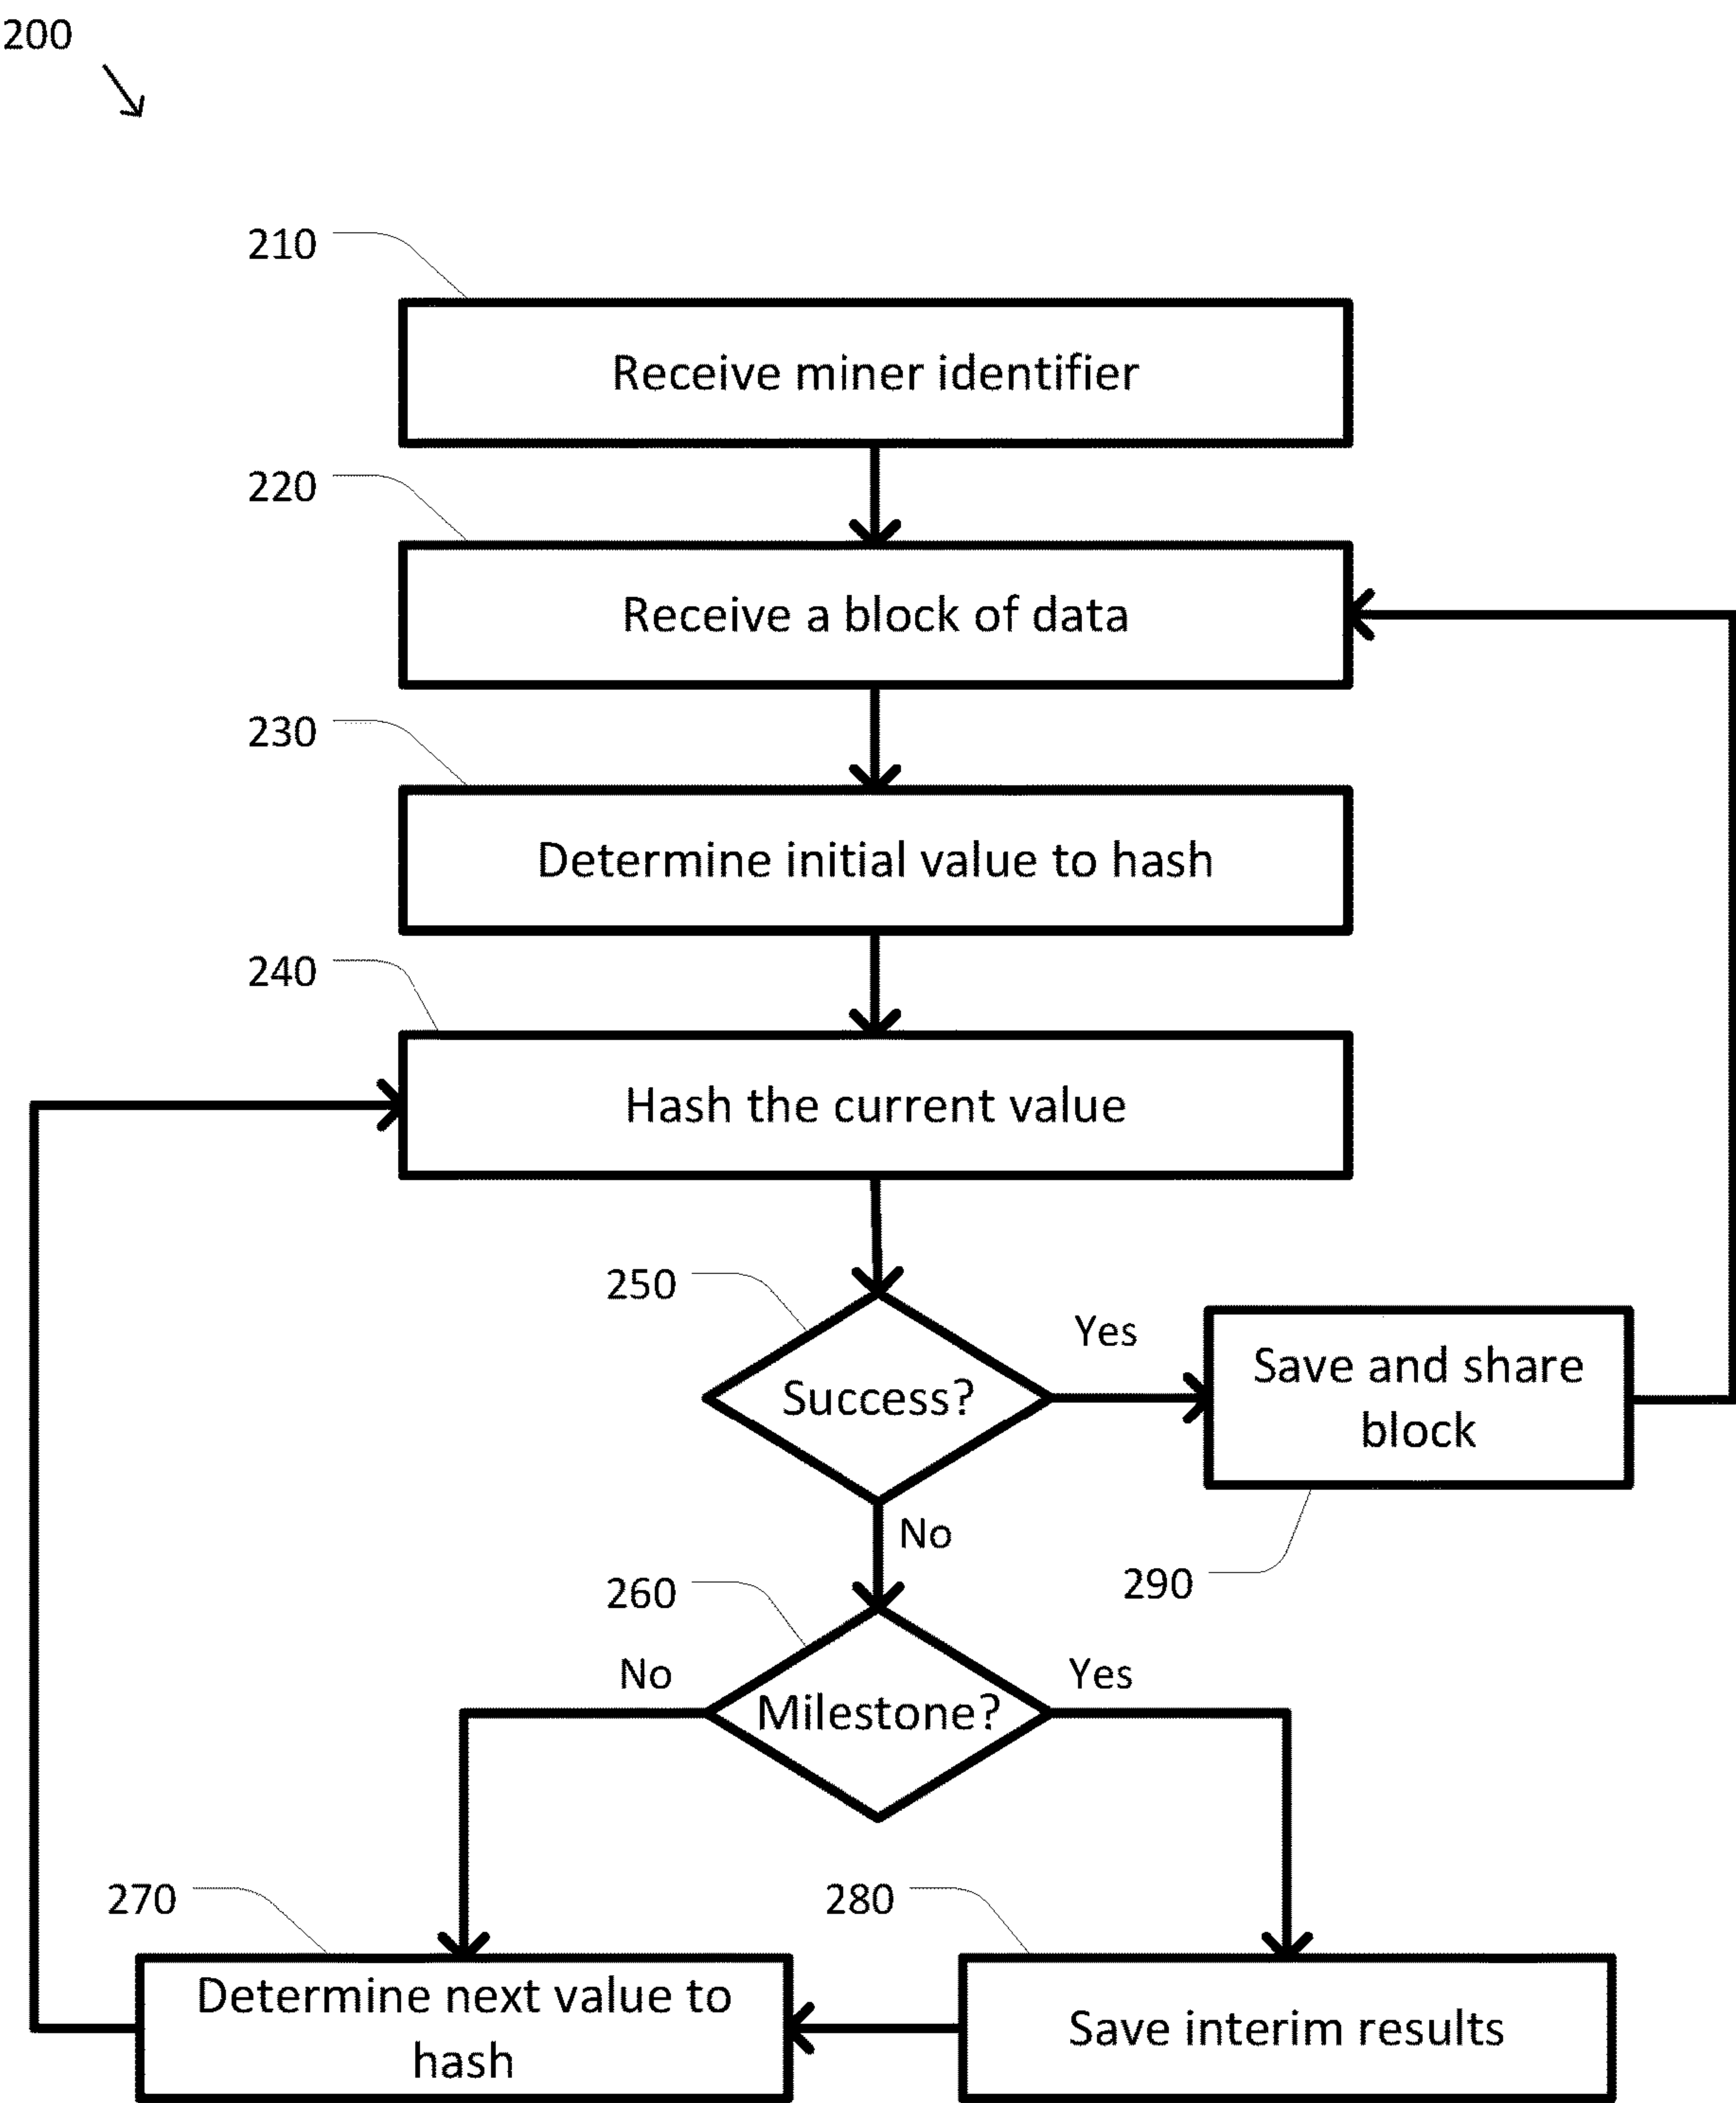 200
210
Receive miner identifier
220
Receive a block of data
230
Determine initial value to hash
240
Hash the current value
250
Success?
Yes
Save and share
block
290
No
260
Milestone?
No
Yes
270
Determine next value to
hash
280
Save interim results